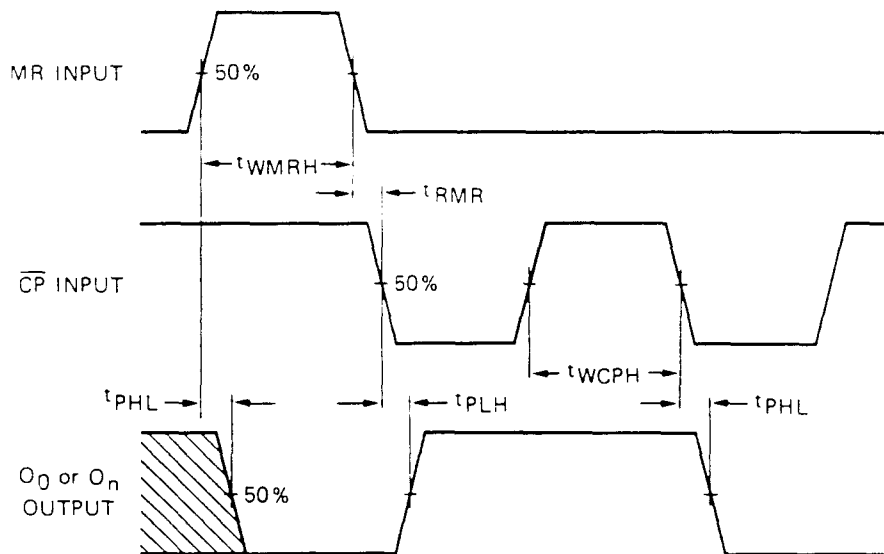 MR INPUT
50%
tWMRH
tRMR
CP INPUT
50%
tWCPH
tPHL
tPLH
tPHL
O0 or On
OUTPUT
50%